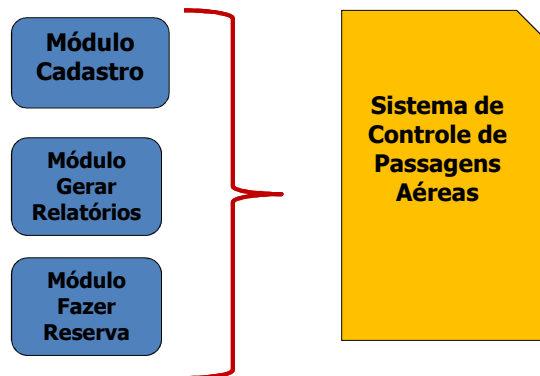 Módulo
Cadastro
Módulo
Gerar
Relatórios
Módulo
Fazer
Reserva
Sistema de
Controle de
Passagens
Aéreas